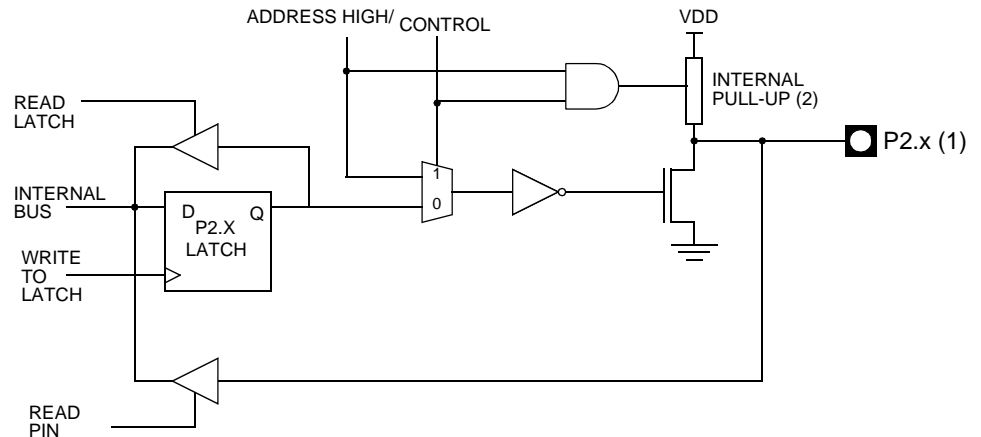 ADDRESS HIGH/
CONTROL
VDD
INTERNAL
PULL-UP (2)
READ
LATCH
P2.x (1)
1
0
INTERNAL
BUS
D
Q
P2.X
LATCH
WRITE
TO
LATCH
READ
PIN